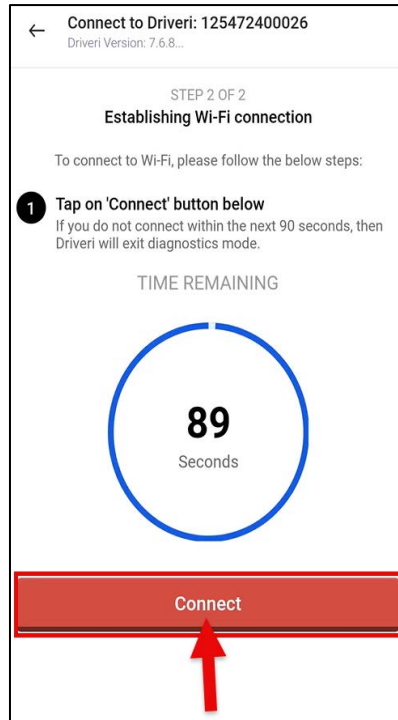 Connect to Driveri: 125472400026
Driveri Version: 7.6.8...
STEP 2 OF 2
Establishing Wi-Fi connection
To connect to Wi-Fi, please follow the below steps:
1 Tap on 'Connect' button below
If you do not connect within the next 90 seconds, then
Driveri will exit diagnostics mode.
TIME REMAINING
89
Seconds
Connect